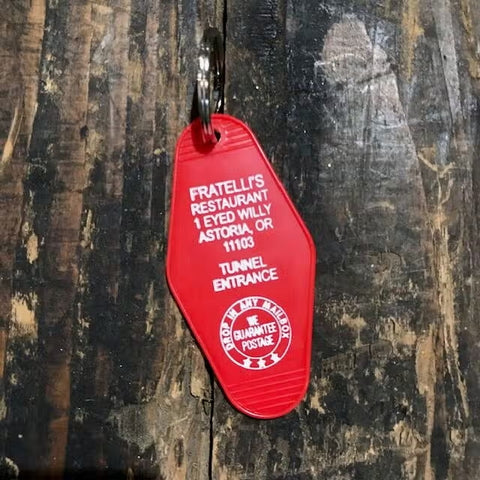 FRATELLI'S
RESTAURANT
1 EYED WILLY
ASTORIA, OR
11103
TUNNEL
ENTRANCE
DROP IN ANY MAILBOX
WE
GUARANTEE
POSTAGE